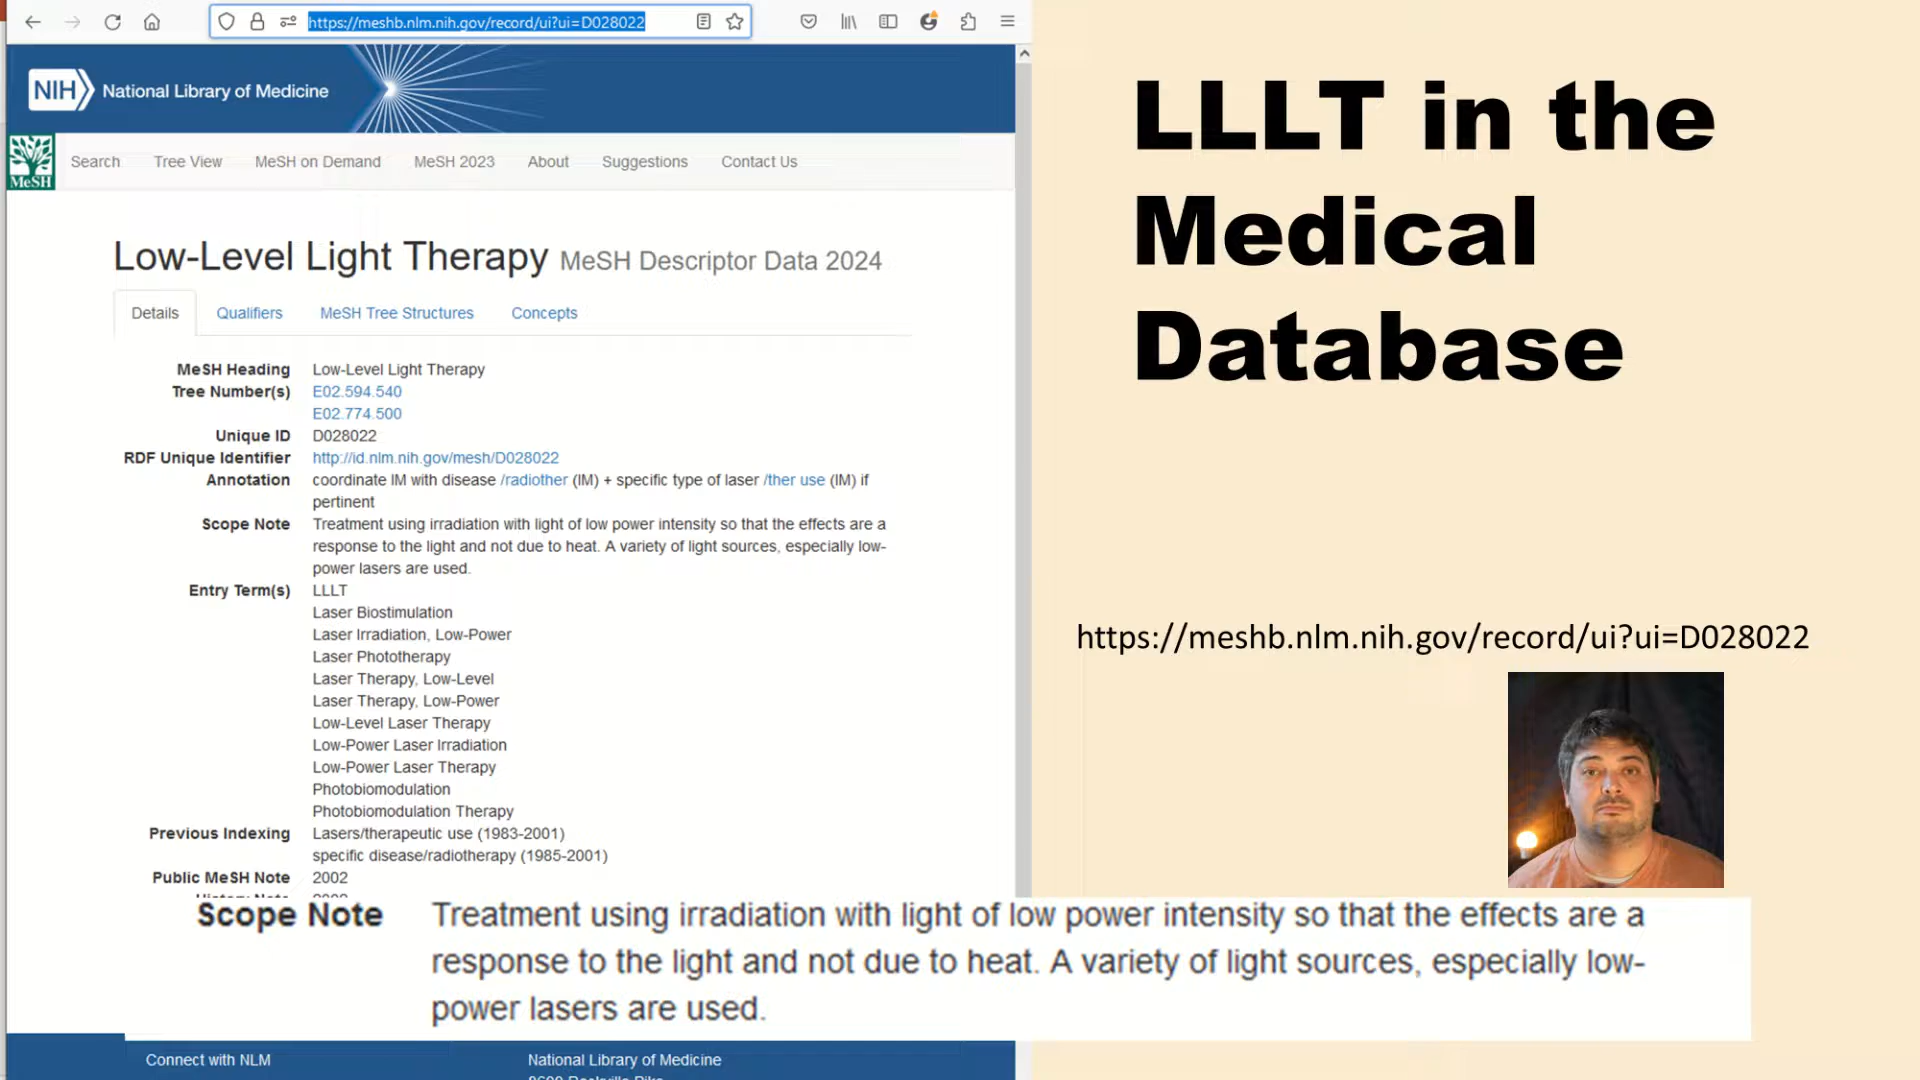 https://meshb.nlm.nih.gov/record/ui?ui=D028022
NIH National Library of Medicine
MeSH Search Tree View MeSH on Demand MeSH 2023 About Suggestions Contact Us
Low-Level Light Therapy MeSH Descriptor Data 2024
Details Qualifiers MeSH Tree Structures Concepts
MeSH Heading Low-Level Light Therapy
Tree Number(s) E02.594.540
E02.774.500
Unique ID D028022
RDF Unique Identifier http://id.nlm.nih.gov/mesh/D028022
Annotation coordinate IM with disease /radiother (IM) + specific type of laser /ther use (IM) if
pertinent
Scope Note Treatment using irradiation with light of low power intensity so that the effects are a
response to the light and not due to heat. A variety of light sources, especially low-
power lasers are used.
Entry Term(s) LLLT
Laser Biostimulation
Laser Irradiation, Low-Power
Laser Phototherapy
Laser Therapy, Low-Level
Laser Therapy, Low-Power
Low-Level Laser Therapy
Low-Power Laser Irradiation
Low-Power Laser Therapy
Photobiomodulation
Photobiomodulation Therapy
Previous Indexing Lasers/therapeutic use (1983-2001)
specific disease/radiotherapy (1985-2001)
Public MeSH Note 2002
Scope Note Treatment using irradiation with light of low power intensity so that the effects are a
response to the light and not due to heat. A variety of light sources, especially low-
power lasers are used.
Connect with NLM National Library of Medicine
LLLT in the
Medical
Database
https://meshb.nlm.nih.gov/record/ui?ui=D028022